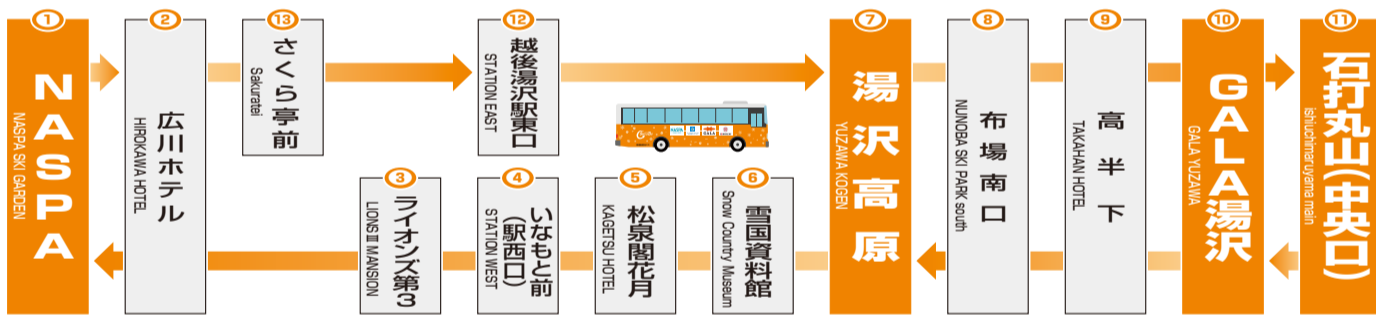 ①
NASPA
NASPA SKI GARDEN
②
広川ホテル
HIROKAWA HOTEL
⑬
さくら亭前
Sakuratei
⑫
越後湯沢駅東口
STATION EAST
③
ライオンズ第3
LIONSⅢMANSION
④
いなもと前
(駅西口)
STATION WEST
⑤
松泉閣花月
KAGETSU HOTEL
⑥
雪国資料館
Snow Country Museum
⑦
湯沢高原
YUZAWA KOGEN
⑧
布場南口
NUNOBA SKI PARK south
⑨
高半下
TAKAHAN HOTEL
⑩
GALA湯沢
GALA YUZAWA
⑪
石打丸山(中央口)
ishiuchimaruyama main